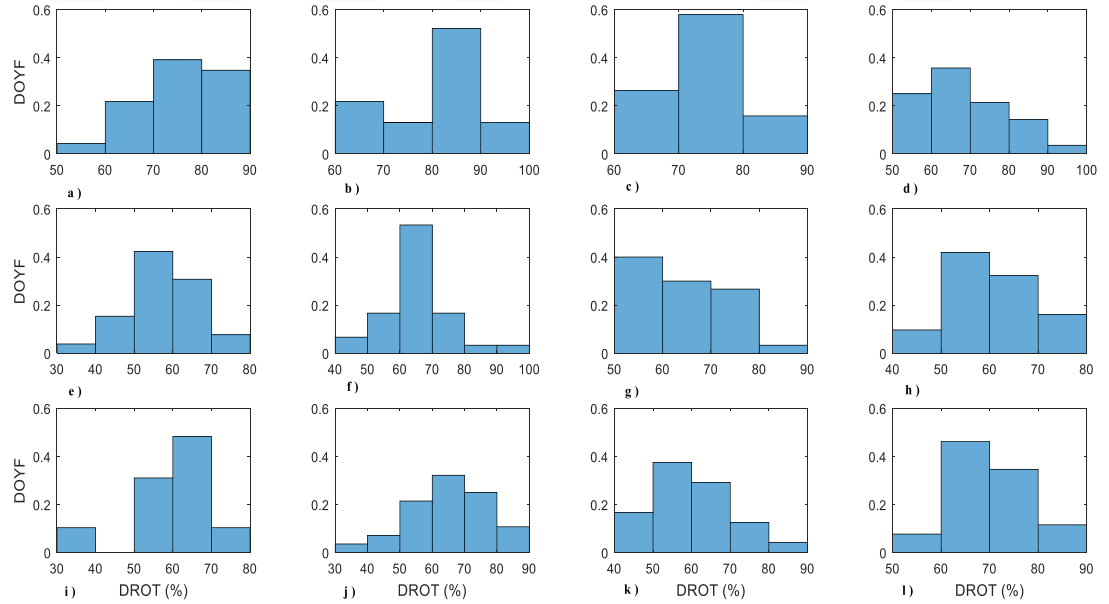 0.6 0.6 0.6 0.6
0.4 0.4 0.4 0.4
DOYF
0.2 0.2 0.2 0.2
0 0 0 0
50 60 70 80 90 60 70 80 90 100 60 70 80 90 50 60 70 80 90 100
a ) b ) c ) d )
0.6 0.6 0.6 0.6
0.4 0.4 0.4 0.4
DOYF
0.2 0.2 0.2 0.2
0 0 0 0
30 40 50 60 70 80 40 50 60 70 80 90 100 50 60 70 80 90 40 50 60 70 80
e ) f ) g ) h )
0.6 0.6 0.6 0.6
0.4 0.4 0.4 0.4
DOYF
0.2 0.2 0.2 0.2
0 0 0 0
30 40 50 60 70 80 30 40 50 60 70 80 90 40 50 60 70 80 90 50 60 70 80 90
i ) DROT (%) j ) DROT (%) k ) DROT (%) l ) DROT (%)